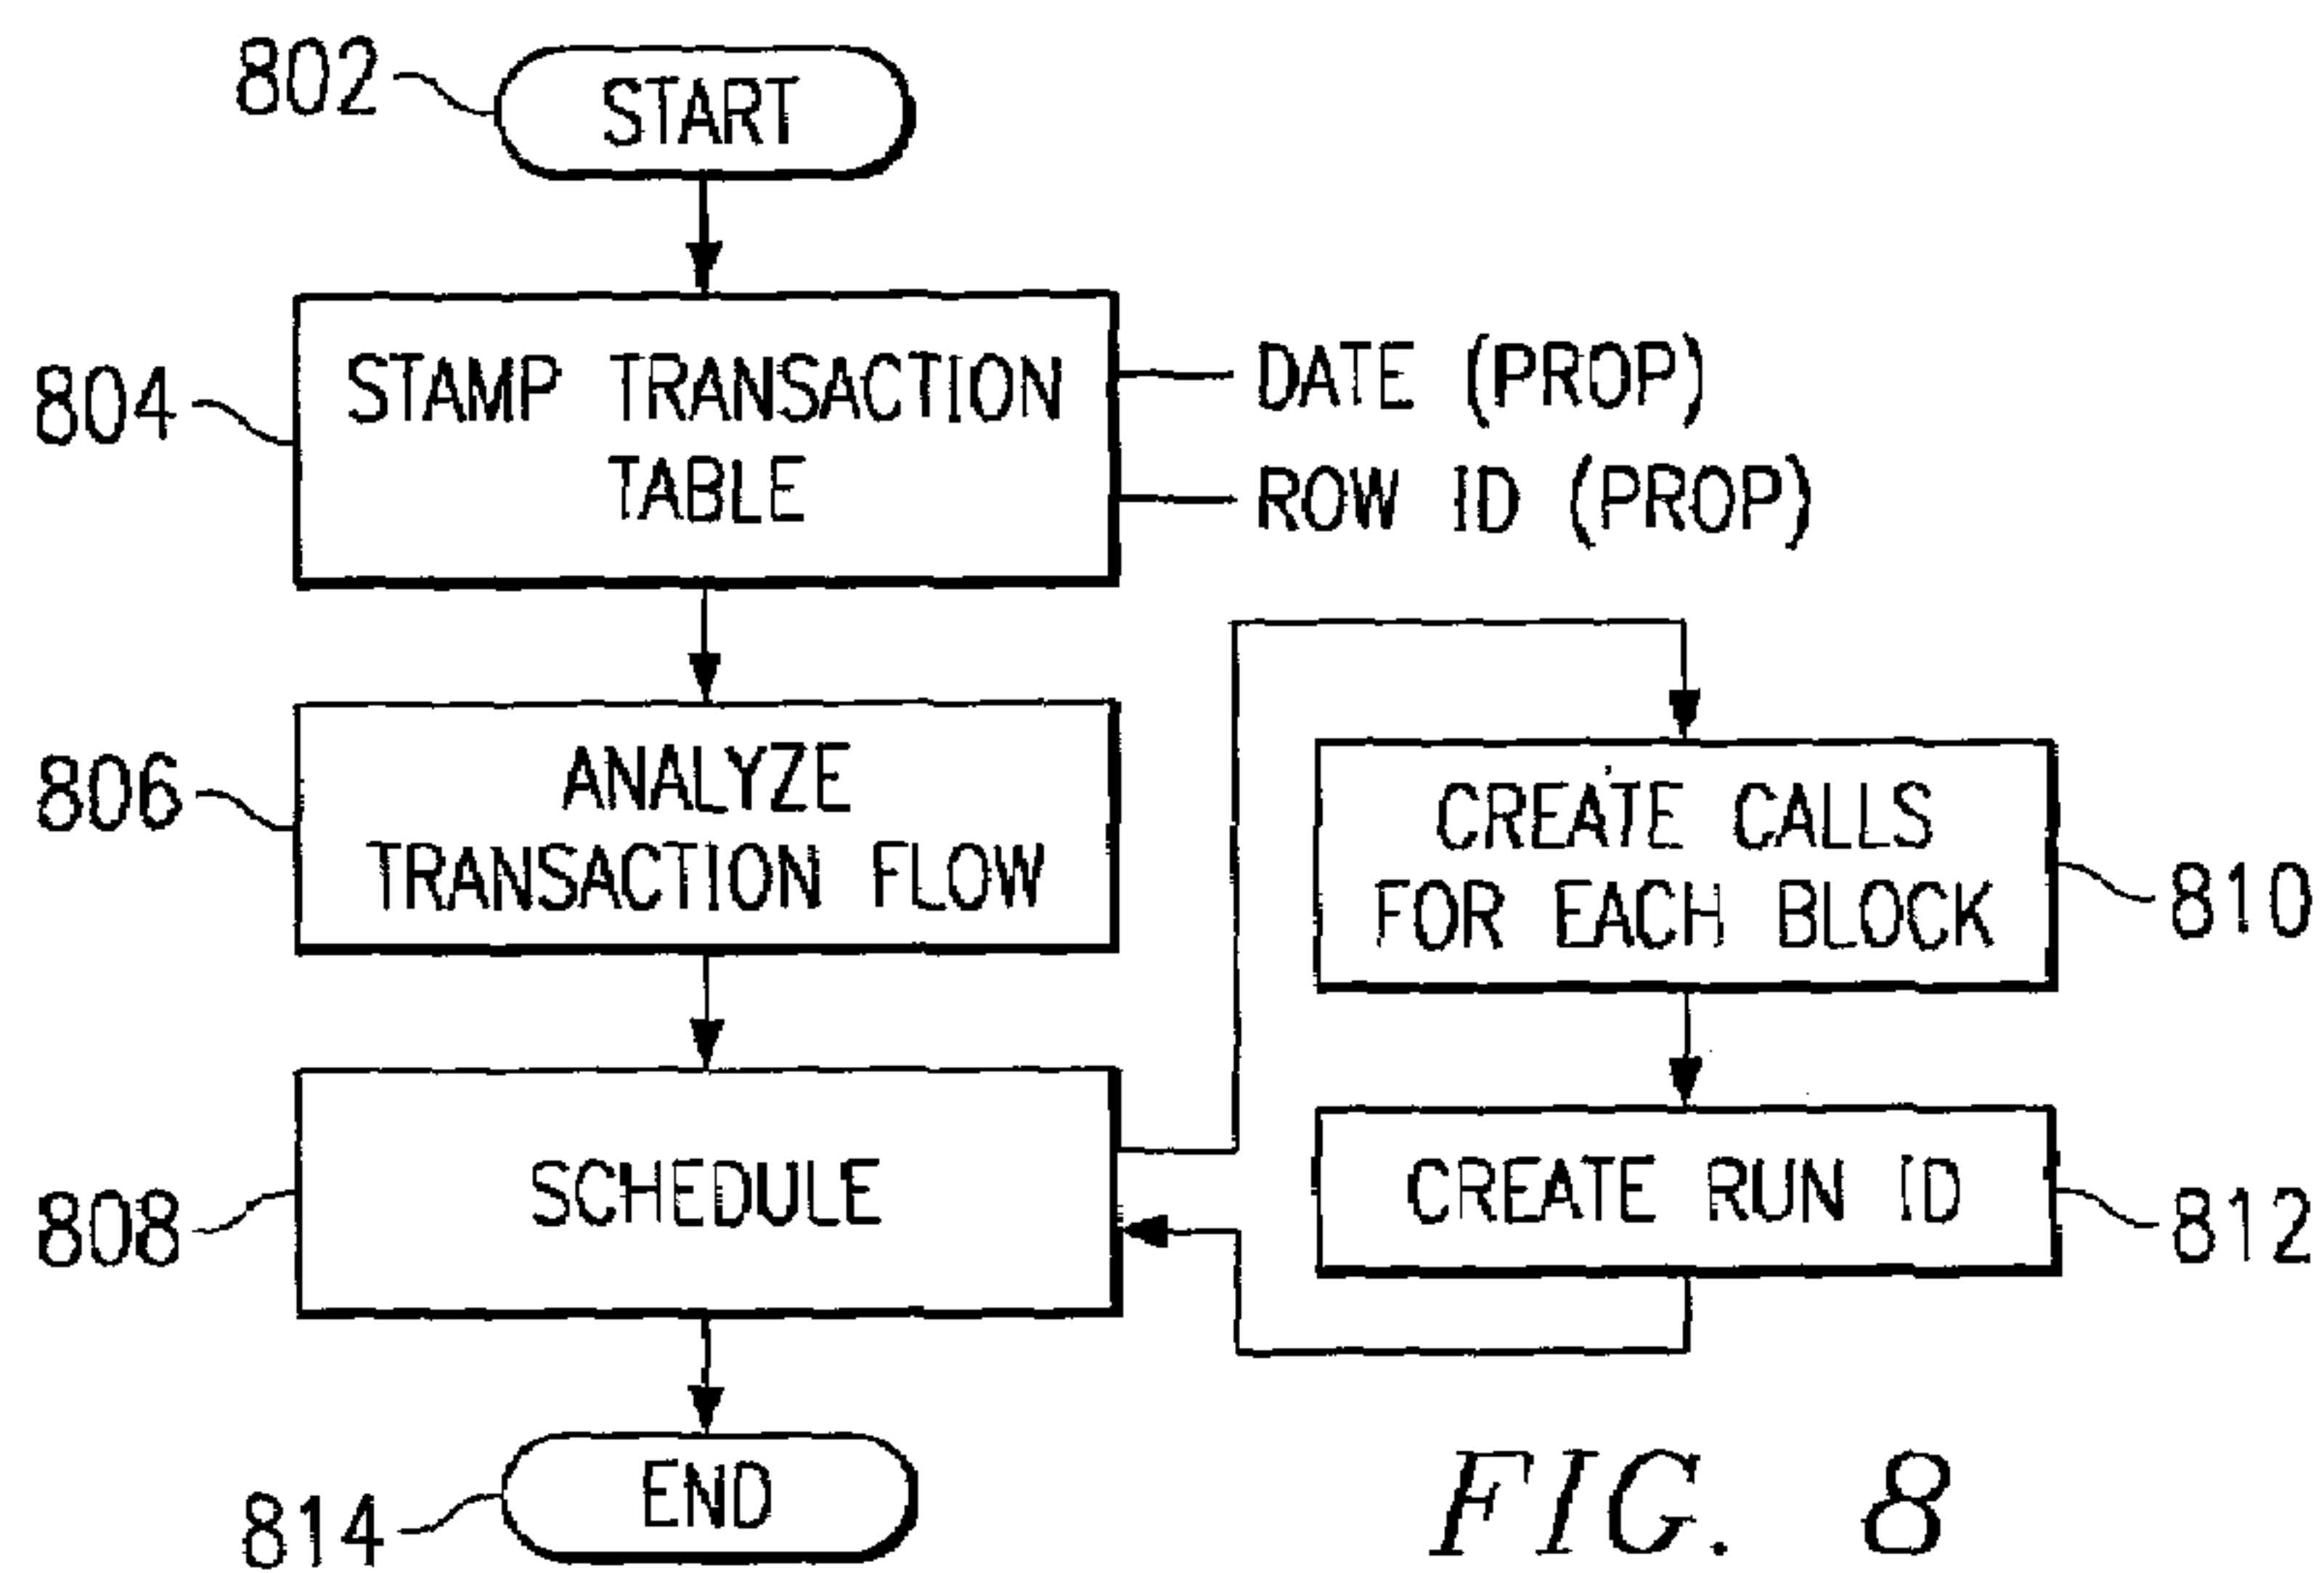 802
START
804
STAMP TRANSACTION
TABLE
DATE (PROP)
ROW ID (PROP)
806
ANALYZE
TRANSACTION FLOW
CREATE CALLS
FOR EACH BLOCK
810
808
SCHEDULE
CREATE RUN ID
812
814
END
FIG. 8